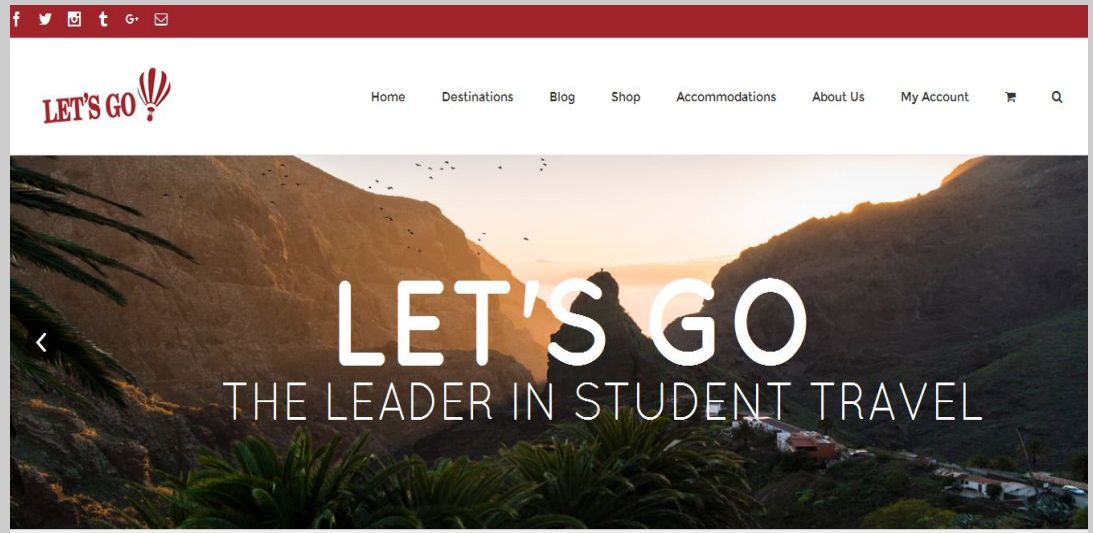 LET'S GO
Home Destinations Blog Shop Accommodations About Us My Account
LET'S GO
THE LEADER IN STUDENT TRAVEL